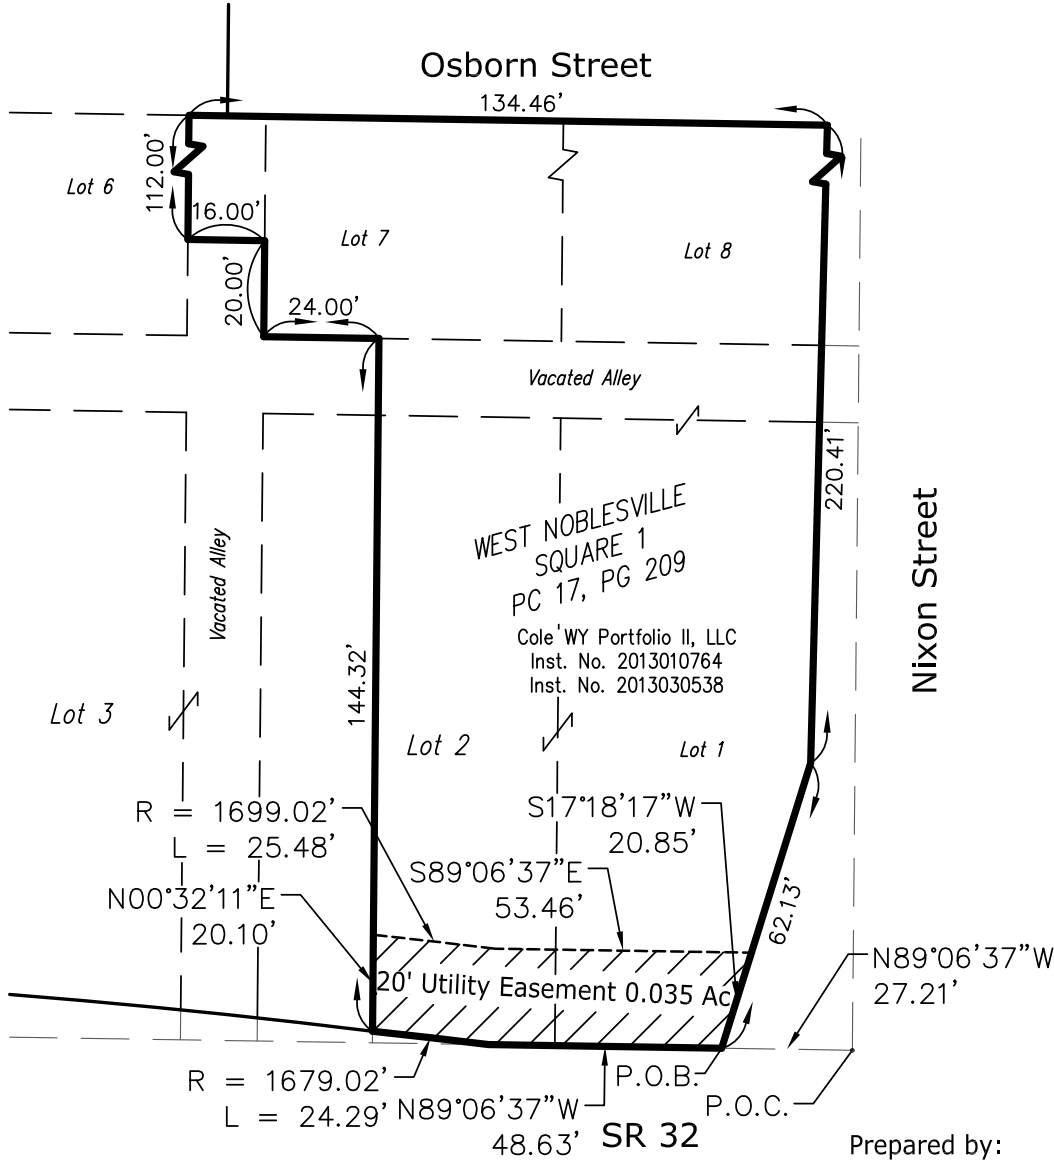 Osborn Street
134.46'
112.00'
Lot 6
16.00'
Lot 7
Lot 8
20.00'
24.00'
Vacated Alley
220.41'
WEST NOBLESVILLE
SQUARE 1
PC 17, PG 209
Nixon Street
Vacated Alley
Cole WY Portfolio II, LLC
Inst. No. 2013010764
Inst. No. 2013030538
144.32'
Lot 3
Lot 2
Lot 1
R = 1699.02'
L = 25.48'
S17°18'17"W
20.85'
S89°06'37"E
53.46'
N00°32'11"E
20.10'
62.13'
N89°06'37"W
27.21'
20' Utility Easement 0.035 Ac
R = 1679.02'
L = 24.29'
P.O.B.
P.O.C.
N89°06'37"W
48.63'
SR 32
Prepared by: